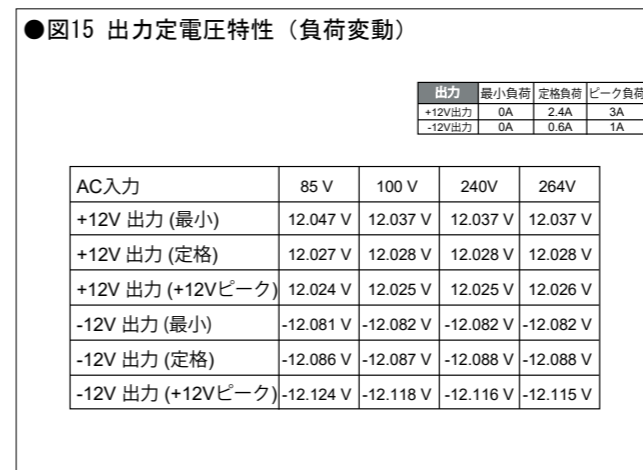 ●図15 出力定電圧特性（負荷変動）
出力 最小負荷 定格負荷 ピーク負荷
+12V出力 0A 2.4A 3A
-12V出力 0A 0.6A 1A
AC入力 85 V 100 V 240V 264V
+12V 出力 (最小) 12.047 V 12.037 V 12.037 V 12.037 V
+12V 出力 (定格) 12.027 V 12.028 V 12.028 V 12.028 V
+12V 出力 (+12Vピーク) 12.024 V 12.025 V 12.025 V 12.026 V
-12V 出力 (最小) -12.081 V -12.082 V -12.082 V -12.082 V
-12V 出力 (定格) -12.086 V -12.087 V -12.088 V -12.088 V
-12V 出力 (+12Vピーク) -12.124 V -12.118 V -12.116 V -12.115 V